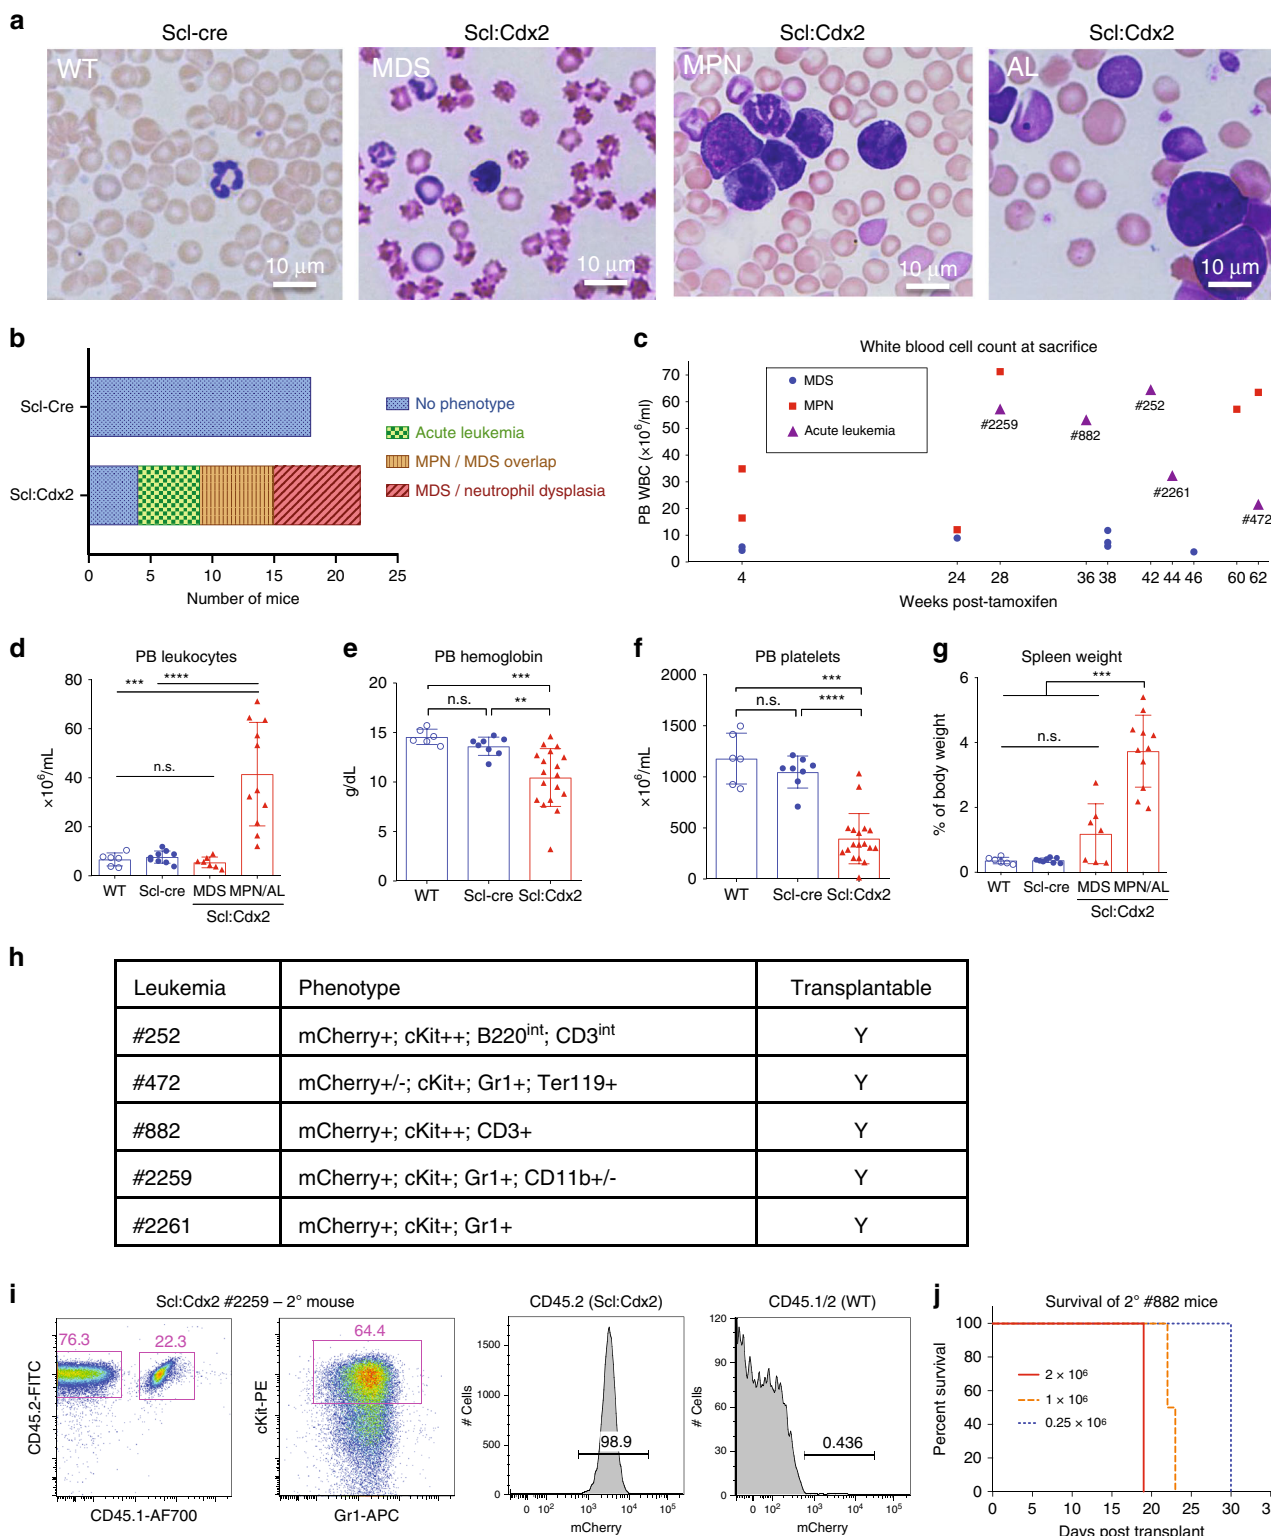 a
Scl-cre
Scl:Cdx2
Scl:Cdx2
Scl:Cdx2
WT
MDS
MPN
AL
10 μm
10 μm
10 μm
10 μm
b
Scl-Cre
Scl:Cdx2
0 5 10 15 20 25
Number of mice
No phenotype
Acute leukemia
MPN / MDS overlap
MDS / neutrophil dysplasia
c
White blood cell count at sacrifice
PB WBC (×10⁶/ml)
70
60
50
40
30
20
10
0
MDS
MPN
Acute leukemia
#2259
#882
#252
#2261
#472
4 24 28 36 38 42 44 46 60 62
Weeks post-tamoxifen
d
PB leukocytes
×10⁶/mL
80
60
40
20
0
*** ****
n.s.
WT Scl-cre MDS MPN/AL
Scl:Cdx2
e
PB hemoglobin
g/dL
20
15
10
5
0
***
n.s. **
WT Scl-cre Scl:Cdx2
f
PB platelets
×10⁶/mL
2000
1500
1000
500
0
***
n.s. ****
WT Scl-cre Scl:Cdx2
g
Spleen weight
% of body weight
6
4
2
0
***
n.s.
WT Scl-cre MDS MPN/AL
Scl:Cdx2
h
Leukemia Phenotype Transplantable
#252 mCherry+; cKit++; B220ⁱⁿᵗ; CD3ⁱⁿᵗ Y
#472 mCherry+/-; cKit+; Gr1+; Ter119+ Y
#882 mCherry+; cKit++; CD3+ Y
#2259 mCherry+; cKit+; Gr1+; CD11b+/- Y
#2261 mCherry+; cKit+; Gr1+ Y
i
Scl:Cdx2 #2259 – 2° mouse
76.3
22.3
CD45.2-FITC
CD45.1-AF700
64.4
cKit-PE
Gr1-APC
CD45.2 (Scl:Cdx2)
# Cells
1500
1000
500
0
98.9
0 10² 10³ 10⁴ 10⁵
mCherry
CD45.1/2 (WT)
# Cells
120
90
60
30
0
0.436
0 10² 10³ 10⁴ 10⁵
mCherry
j
Survival of 2° #882 mice
Percent survival
100
80
60
40
20
0
2 × 10⁶
1 × 10⁶
0.25 × 10⁶
0 5 10 15 20 25 30
Days post transplant